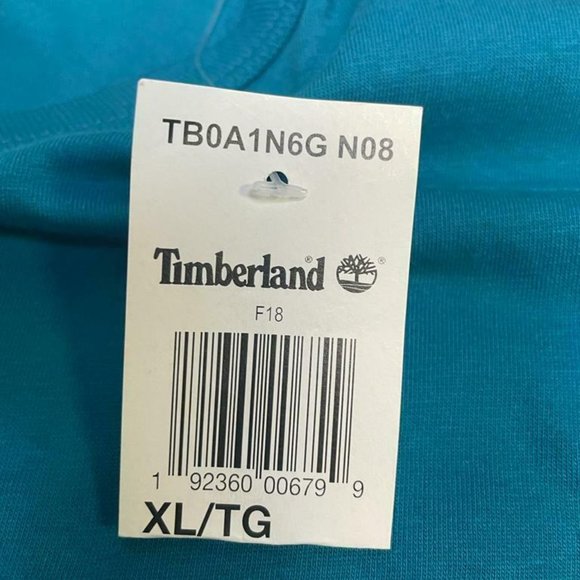 TB0A1N6G N08
Timberland®
®
F18
1 92360 00679 9
XL/TG